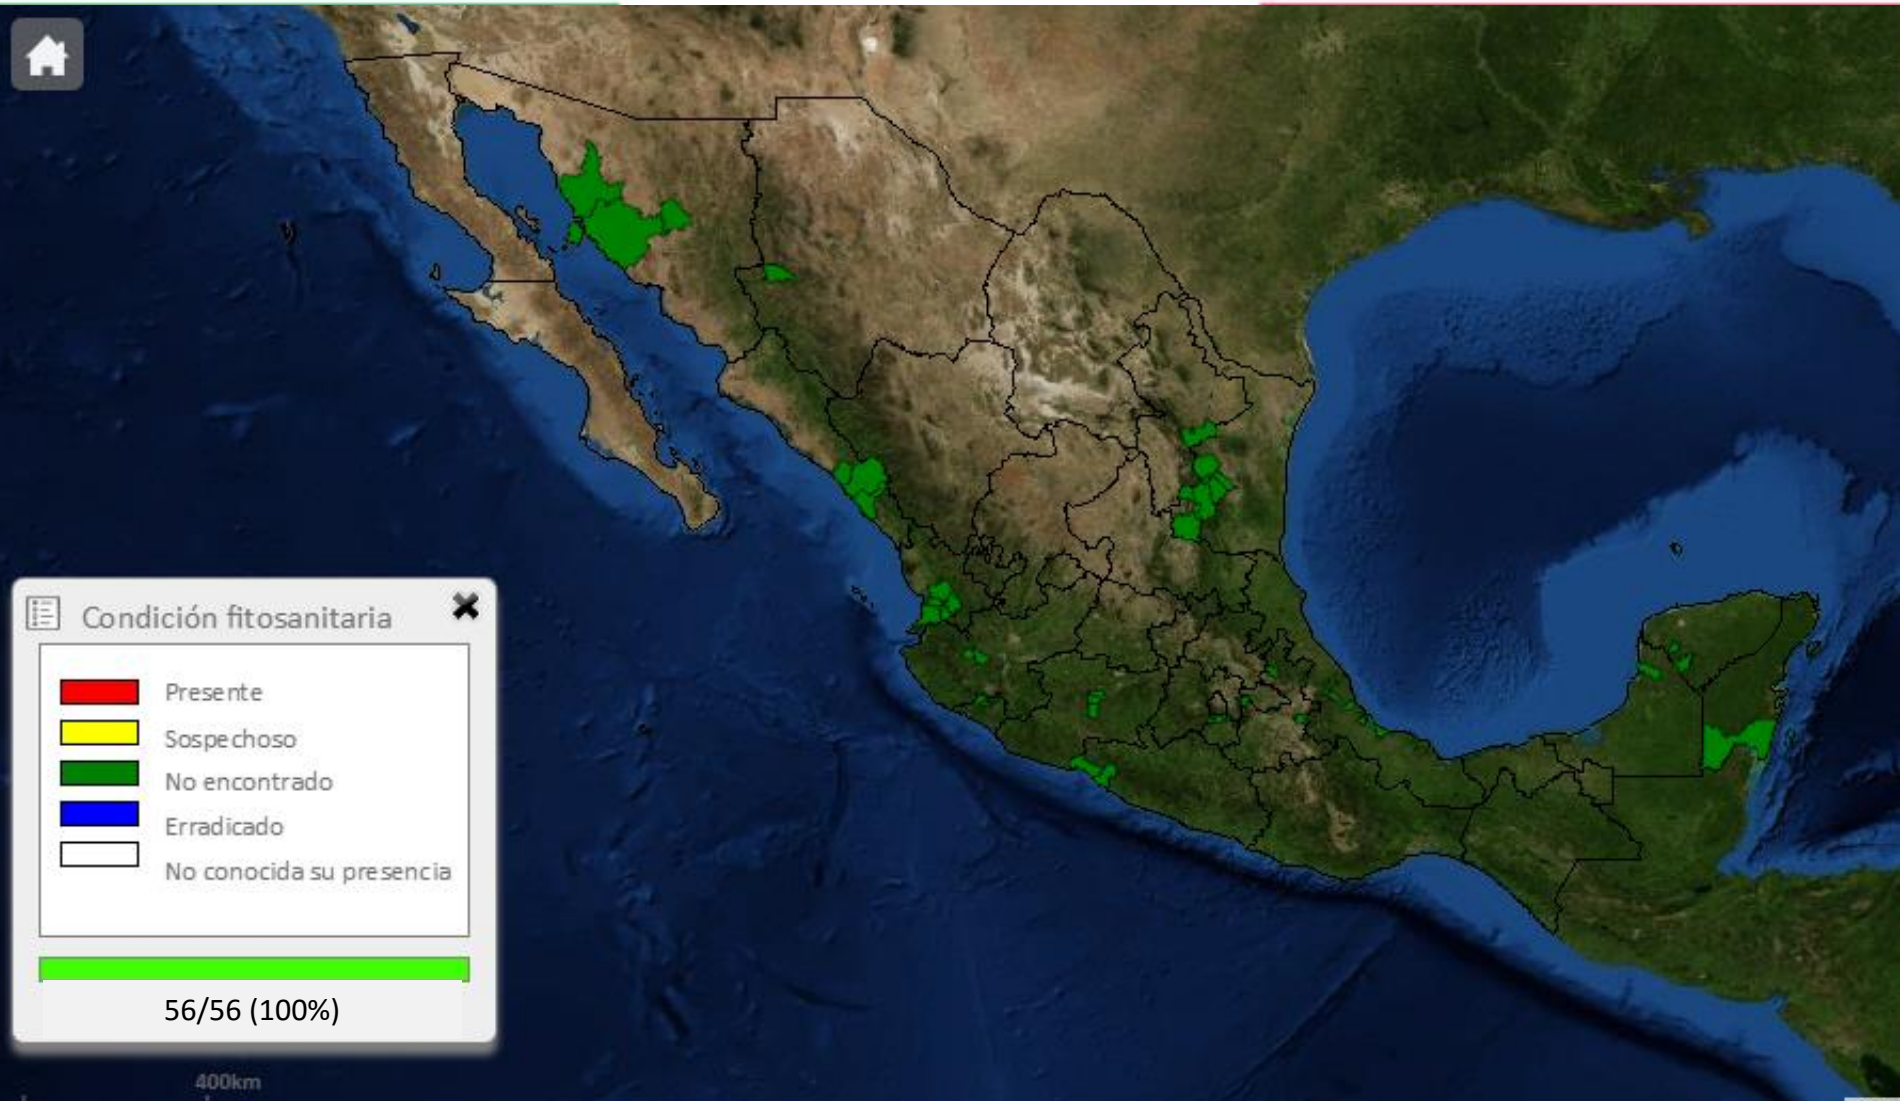 Condición fitosanitaria
Presente
Sospechoso
No encontrado
Erradicado
No conocida su presencia
56/56 (100%)
400km